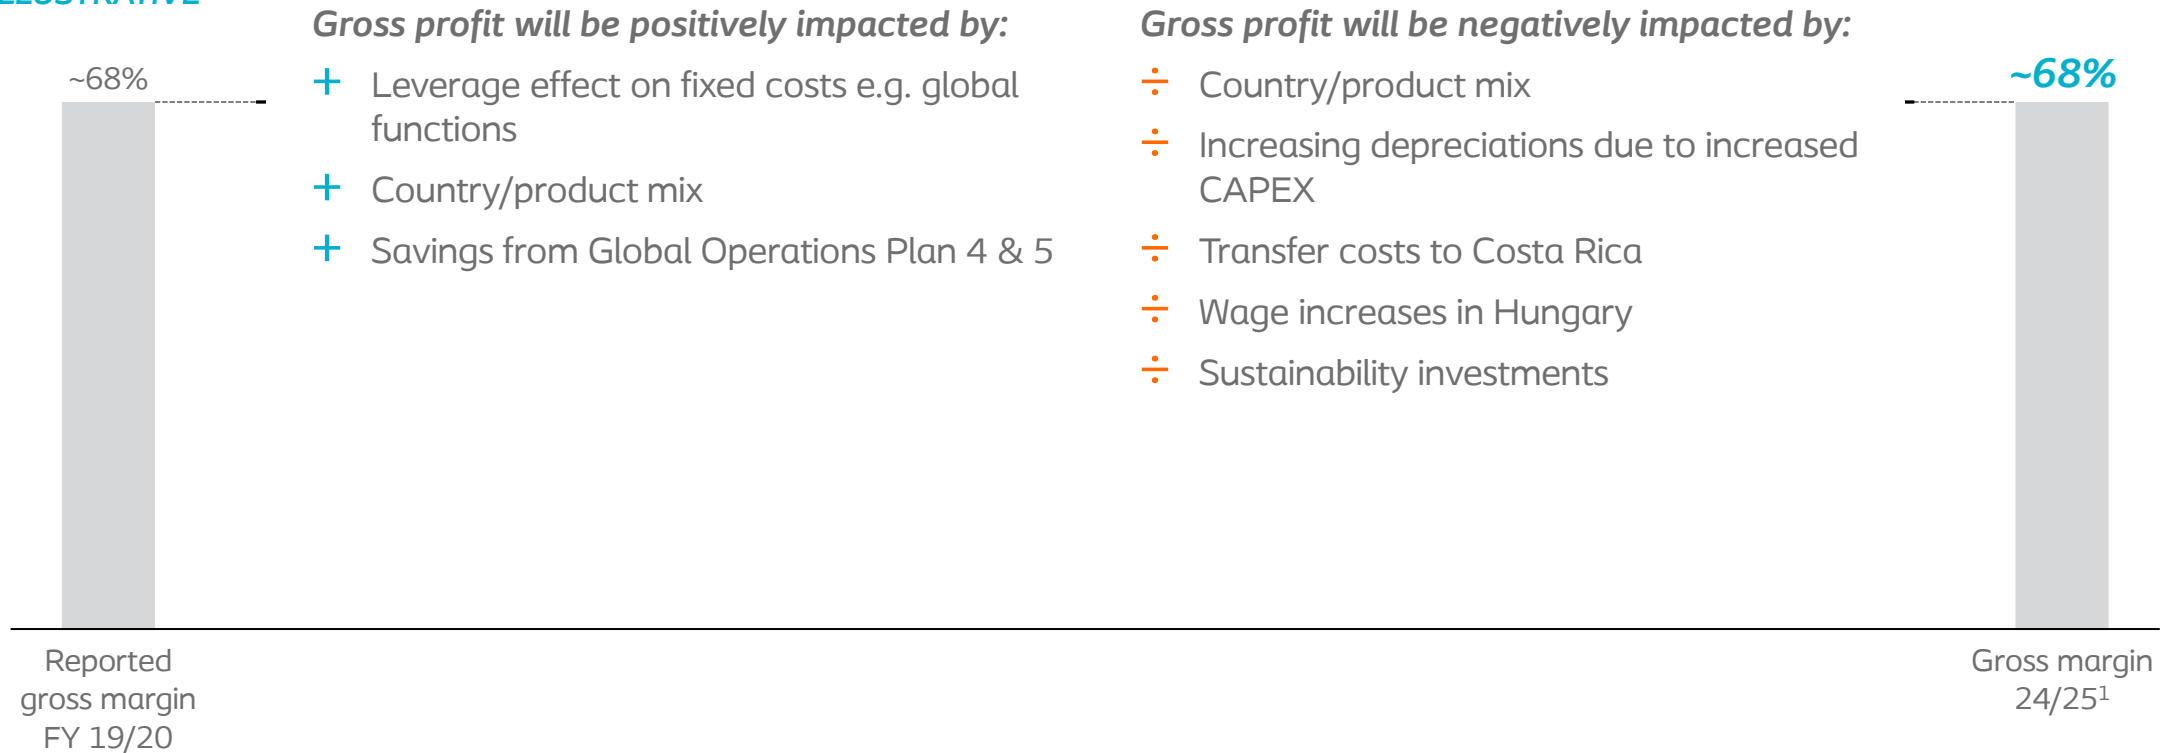 Gross profit will be positively impacted by:
Gross profit will be negatively impacted by:
~68%
+ Leverage effect on fixed costs e.g. global
functions
+ Country/product mix
+ Savings from Global Operations Plan 4 & 5
÷ Country/product mix
÷ Increasing depreciations due to increased
CAPEX
÷ Transfer costs to Costa Rica
÷ Wage increases in Hungary
÷ Sustainability investments
~68%
Reported
gross margin
FY 19/20
Gross margin
24/25¹